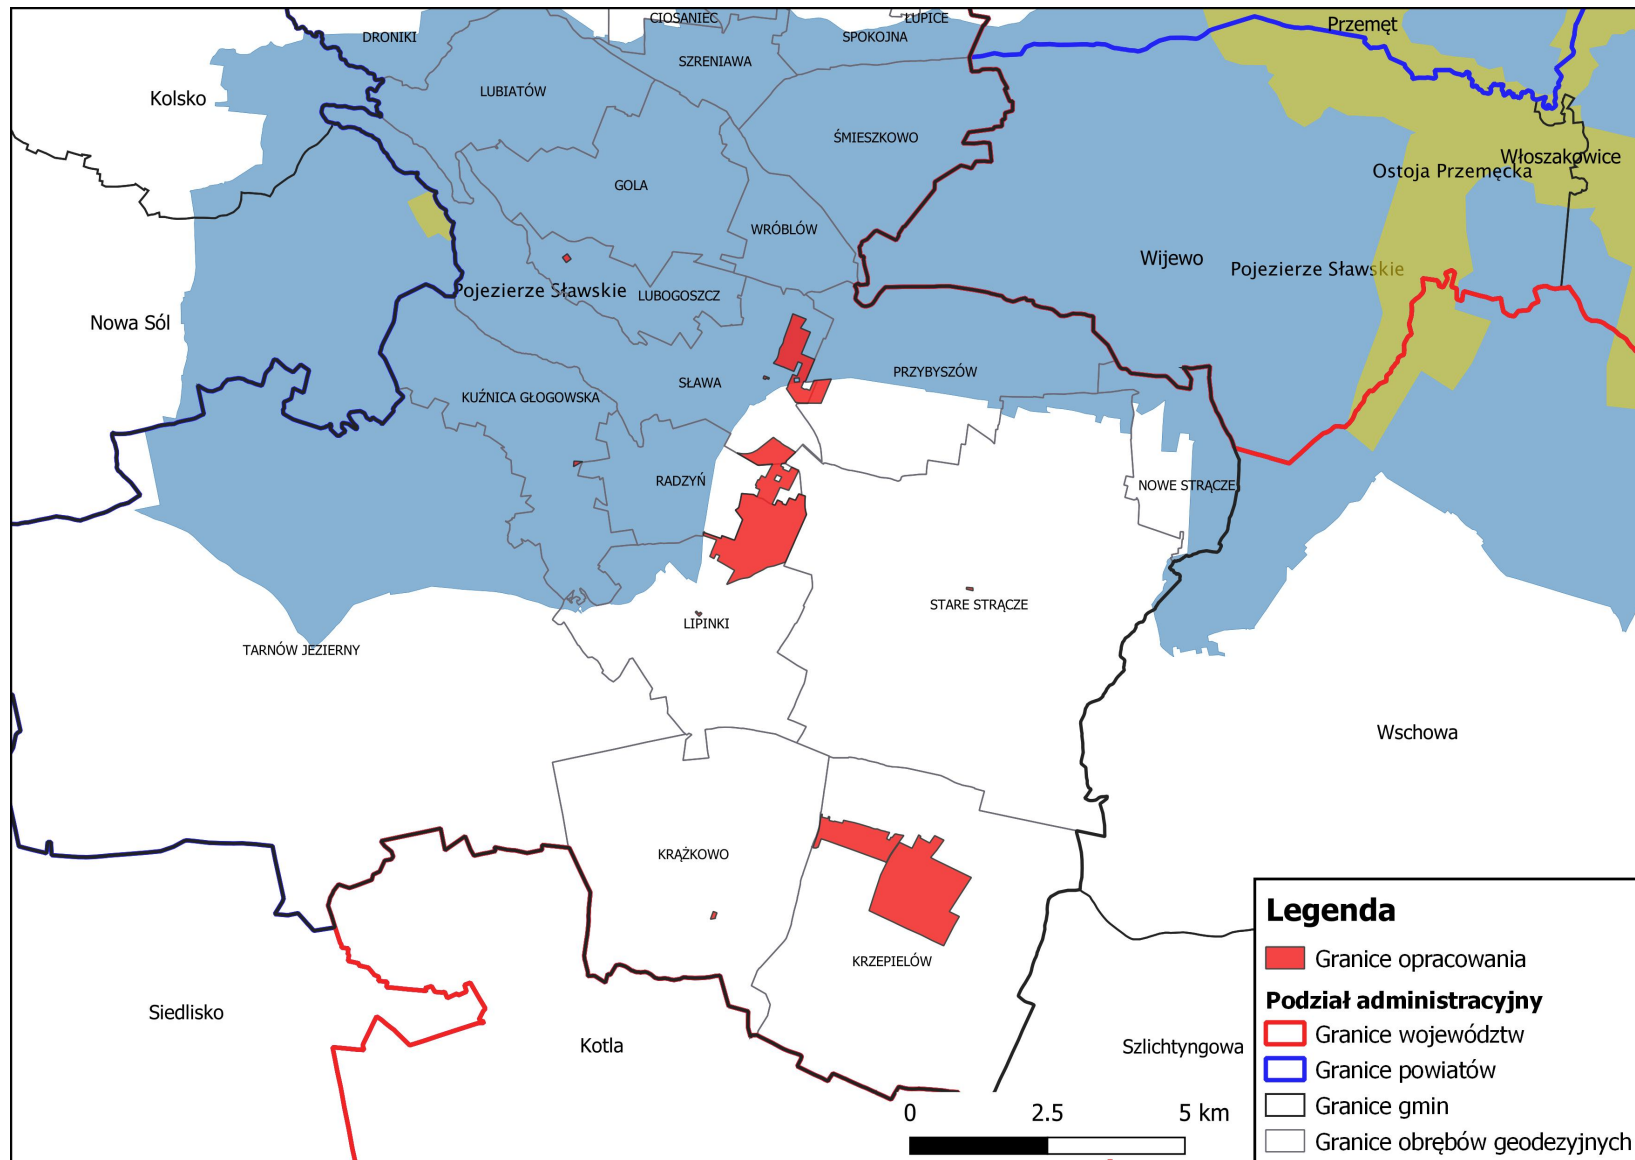 CIOSANIEC
ŁUPICE
Przemęt
DRONIKI
SPOKOJNA
SZRENIAWA
Kolsko
LUBIATÓW
ŚMIESZKOWO
Włoszakowice
Ostoja Przemęcka
GOLA
WRÓBLÓW
Wijewo
Pojezierze Sławskie
Pojezierze Sławskie
LUBOGOSZCZ
Nowa Sól
PRZYBYSZÓW
SŁAWA
KUŹNICA GŁOGOWSKA
RADZYŃ
NOWE STRĄCZE
STARE STRĄCZE
LIPINKI
TARNÓW JEZIERNY
Wschowa
KRĄŻKOWO
KRZEPIELÓW
Siedlisko
Kotla
Szlichtyngowa
0 2.5 5 km
Legenda
Granice opracowania
Podział administracyjny
Granice województw
Granice powiatów
Granice gmin
Granice obrębów geodezyjnych